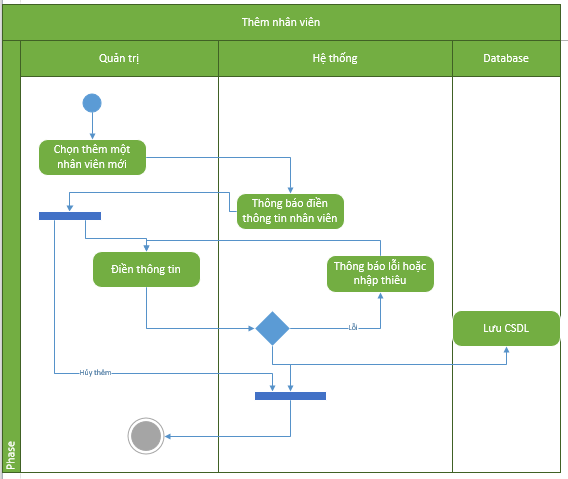 Thêm nhân viên
Quản trị
Hệ thống
Database
Chọn thêm một
nhân viên mới
Thông báo điền
thông tin nhân viên
Điền thông tin
Thông báo lỗi hoặc
nhập thiêu
Lỗi
Lưu CSDL
Hủy thêm
Phase